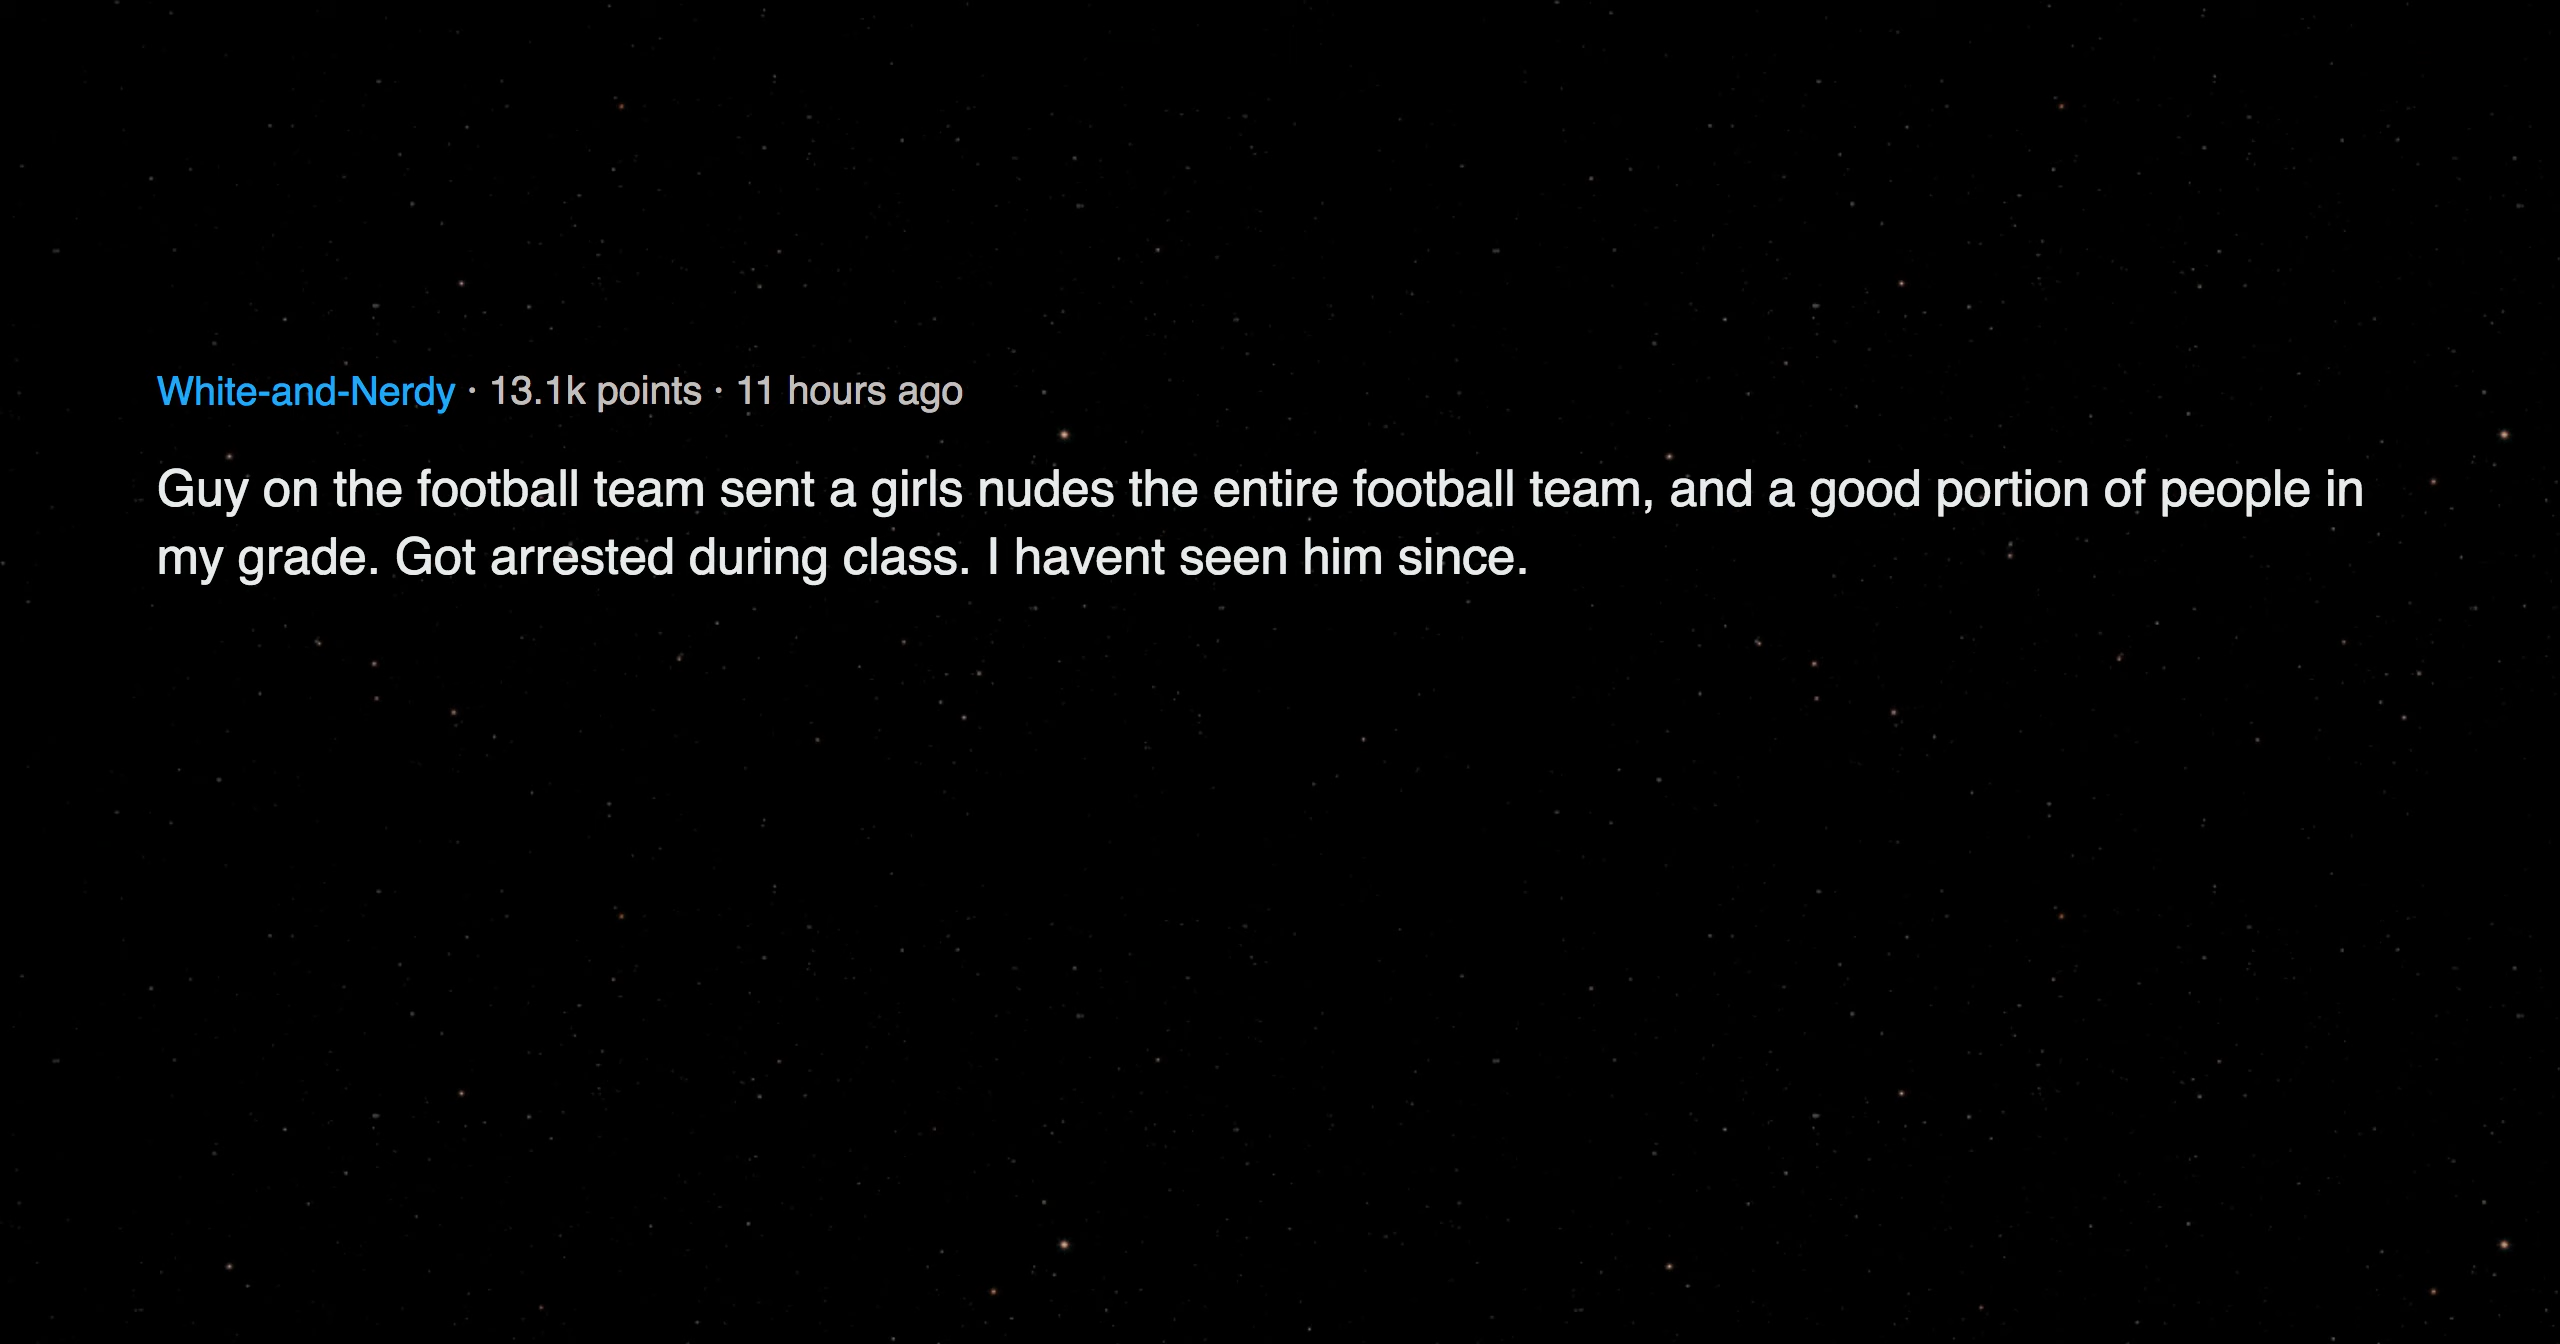 White-and-Nerdy · 13.1k points · 11 hours ago
Guy on the football team sent a girls nudes the entire football team, and a good portion of people in
my grade. Got arrested during class. I havent seen him since.